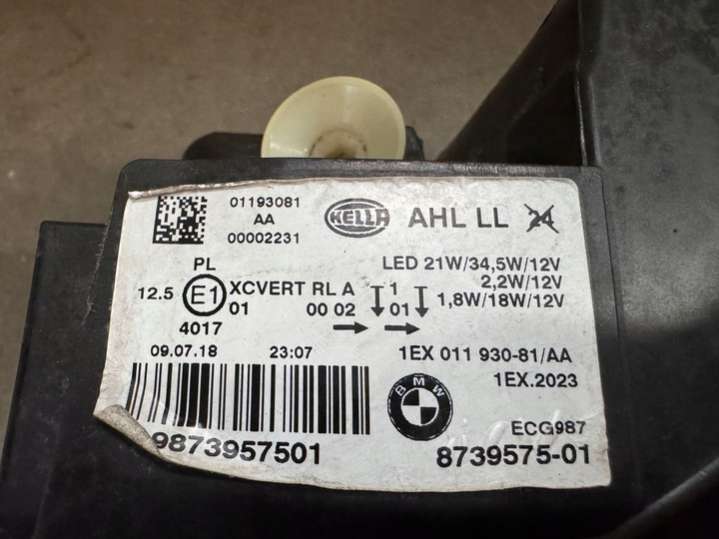 01193081
AA
00002231
HELLA
AHL LL 24
PL
12.5 E1 XCVERT RL A 1
01 00 02 01
4017
LED 21W/34,5W/12V
2,2W/12V
1,8W/18W/12V
09.07.18 23:07
1EX 011 930-81/AA
1EX.2023
BMW
ECG987
9873957501
8739575-01